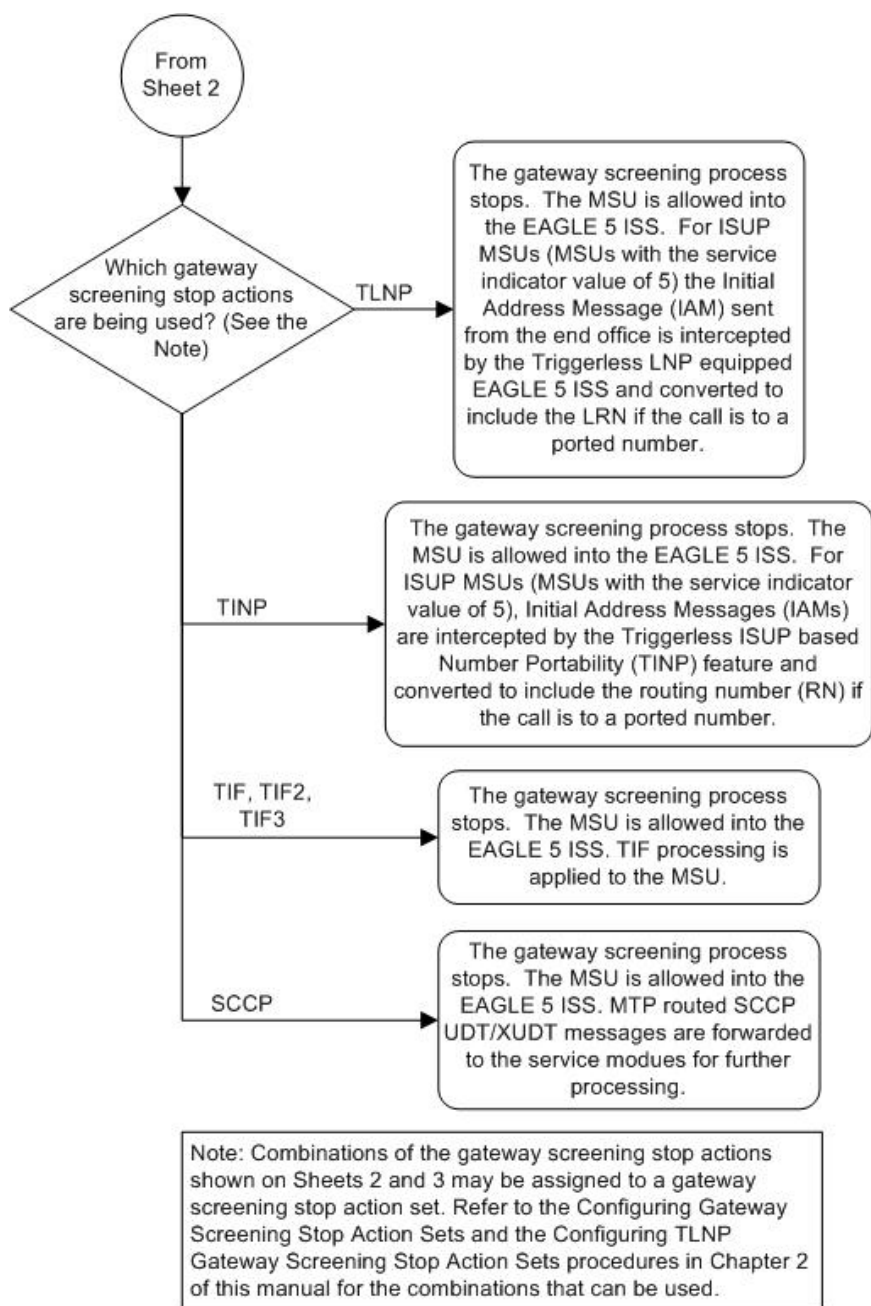 From
Sheet 2
Which gateway
screening stop actions
are being used? (See the
Note)
TLNP
The gateway screening process
stops.  The MSU is allowed into
the EAGLE 5 ISS.  For ISUP
MSUs (MSUs with the service
indicator value of 5) the Initial
Address Message (IAM) sent
from the end office is intercepted
by the Triggerless LNP equipped
EAGLE 5 ISS and converted to
include the LRN if the call is to a
ported number.
TINP
The gateway screening process stops.  The
MSU is allowed into the EAGLE 5 ISS.  For
ISUP MSUs (MSUs with the service indicator
value of 5), Initial Address Messages (IAMs)
are intercepted by the Triggerless ISUP based
Number Portability (TINP) feature and
converted to include the routing number (RN) if
the call is to a ported number.
TIF, TIF2,
TIF3
The gateway screening process
stops.  The MSU is allowed into the
EAGLE 5 ISS. TIF processing is
applied to the MSU.
SCCP
The gateway screening process
stops.  The MSU is allowed into the
EAGLE 5 ISS. MTP routed SCCP
UDT/XUDT messages are forwarded
to the service modues for further
processing.
Note: Combinations of the gateway screening stop actions
shown on Sheets 2 and 3 may be assigned to a gateway
screening stop action set. Refer to the Configuring Gateway
Screening Stop Action Sets and the Configuring TLNP
Gateway Screening Stop Action Sets procedures in Chapter 2
of this manual for the combinations that can be used.